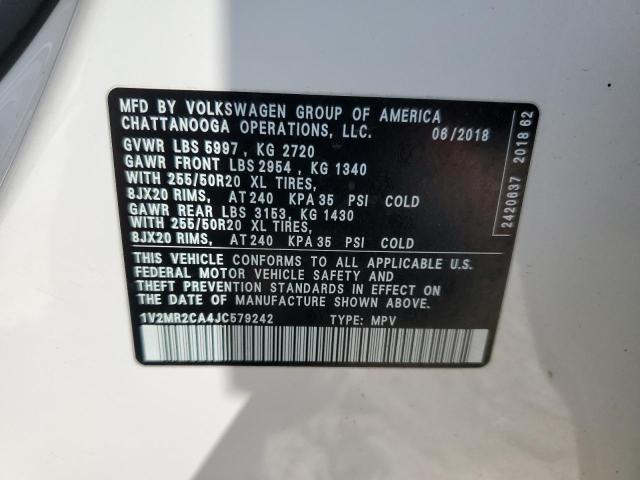 MFD BY VOLKSWAGEN GROUP OF AMERICA
CHATTANOOGA OPERATIONS, LLC. 06/2018
GVWR LBS 5997, KG 2720
GAWR FRONT LBS 2954, KG 1340
WITH 255/50R20 XL TIRES,
8JX20 RIMS, AT 240 KPA 35 PSI COLD
GAWR REAR LBS 3153, KG 1430
WITH 255/50R20 XL TIRES,
8JX20 RIMS, AT 240 KPA 35 PSI COLD
THIS VEHICLE CONFORMS TO ALL APPLICABLE U.S.
FEDERAL MOTOR VEHICLE SAFETY AND
THEFT PREVENTION STANDARDS IN EFFECT ON
THE DATE OF MANUFACTURE SHOWN ABOVE.
1V2MR2CA4JC579242 TYPE: MPV
2420637 2018 62